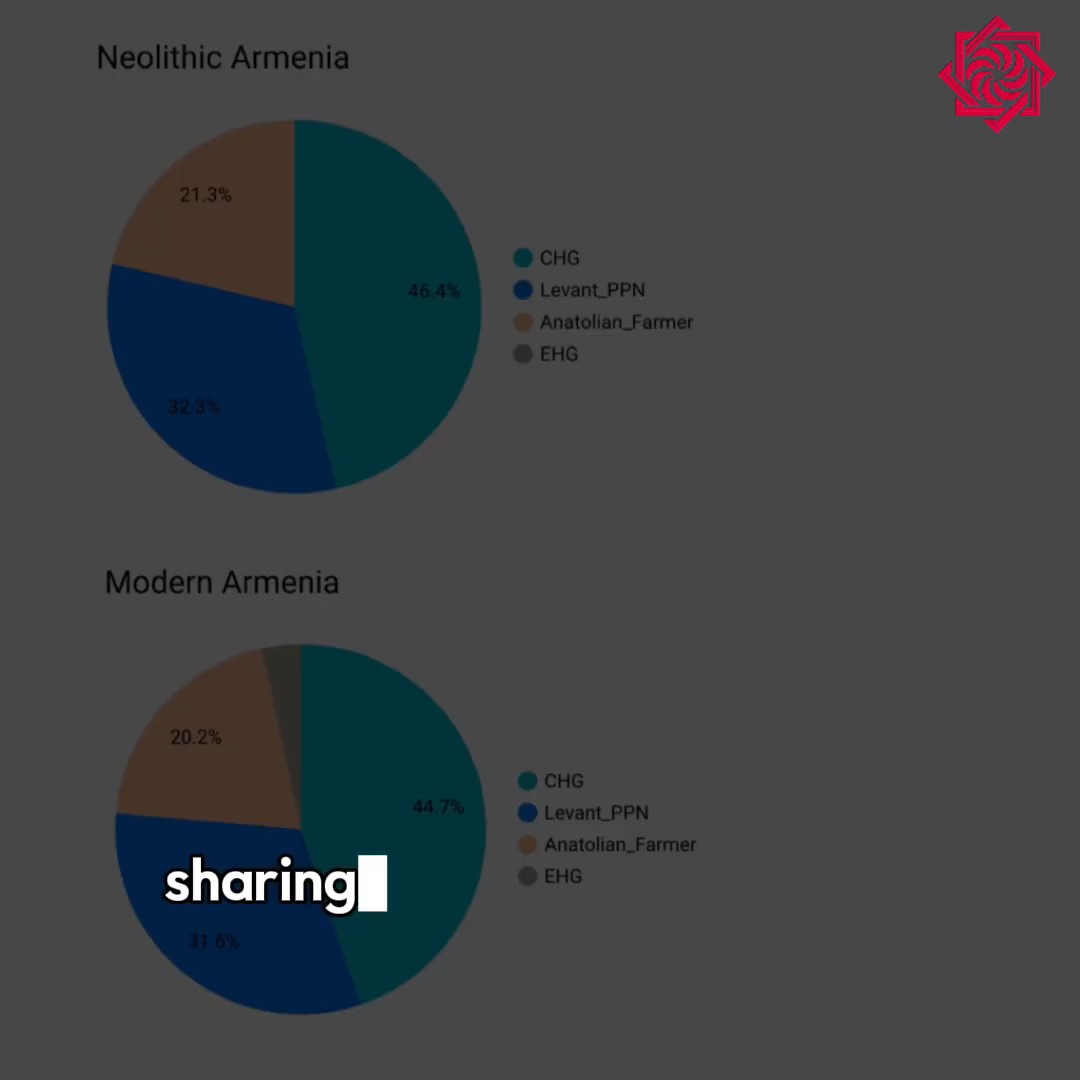 Neolithic Armenia
21.3%
46.4%
32.3%
CHG
Levant_PPN
Anatolian_Farmer
EHG
Modern Armenia
20.2%
44.7%
31.6%
CHG
Levant_PPN
Anatolian_Farmer
EHG
sharing